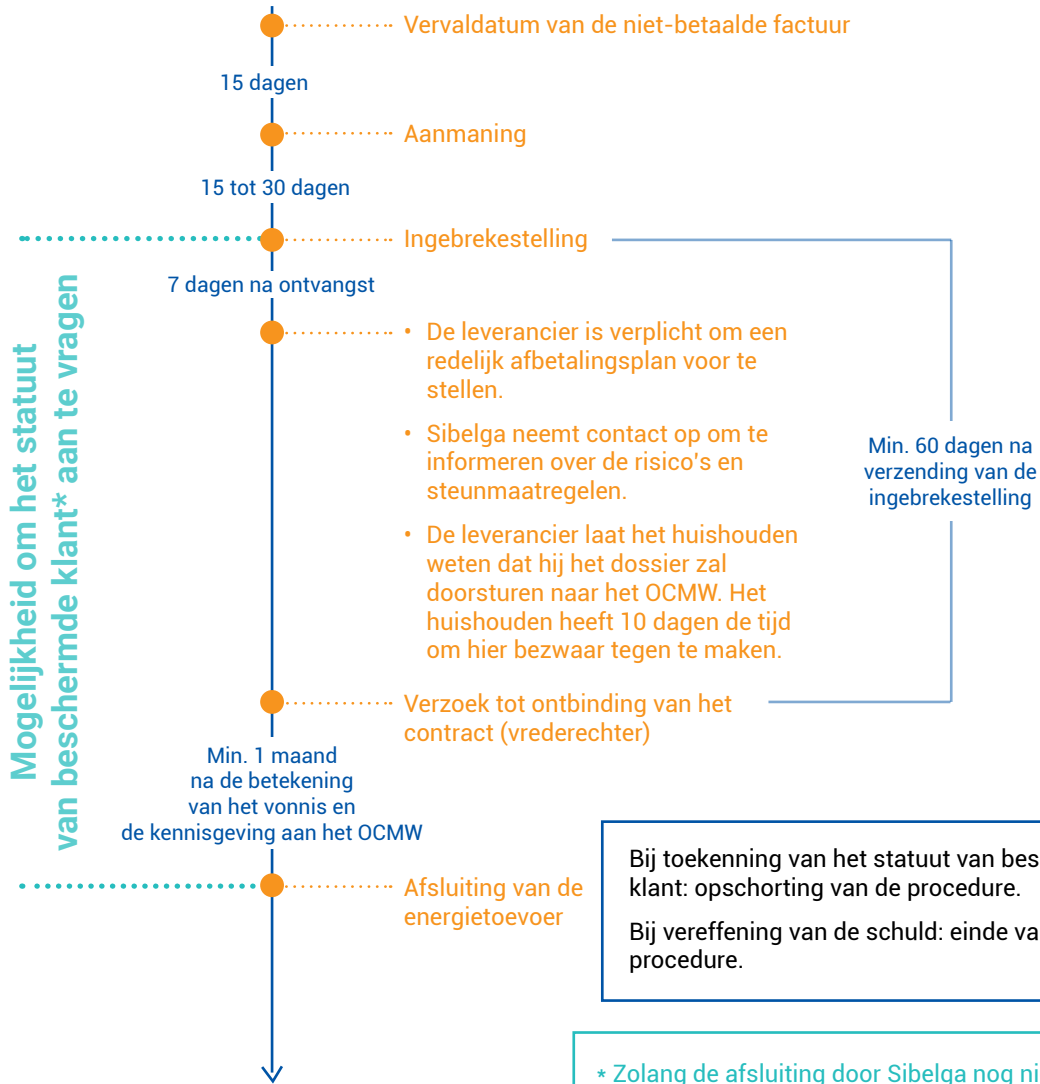 Vervaldatum van de niet-betaalde factuur
15 dagen
Aanmaning
15 tot 30 dagen
Ingebrekestelling
7 dagen na ontvangst
• De leverancier is verplicht om een
redelijk afbetalingsplan voor te
stellen.
• Sibelga neemt contact op om te
informeren over de risico's en
steunmaatregelen.
• De leverancier laat het huishouden
weten dat hij het dossier zal
doorsturen naar het OCMW. Het
huishouden heeft 10 dagen de tijd
om hier bezwaar tegen te maken.
Min. 60 dagen na
verzending van de
ingebrekestelling
Mogelijkheid om het statuut
van beschermde klant* aan te vragen
Verzoek tot ontbinding van het
contract (vrederechter)
Min. 1 maand
na de betekening
van het vonnis en
de kennisgeving aan het OCMW
Afsluiting van de
energietoevoer
Bij toekenning van het statuut van
klant: opschorting van de procedure.
Bij vereffening van de schuld: einde
procedure.
* Zolang de afsluiting door Sibelga nog